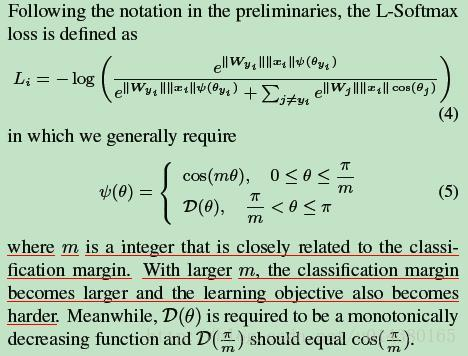 Following the notation in the preliminaries, the L-Softmax
loss is defined as
L_i = − log ( e^{‖W_{y_i}‖‖x_i‖ψ(θ_{y_i})} / ( e^{‖W_{y_i}‖‖x_i‖ψ(θ_{y_i})} + ∑_{j≠y_i} e^{‖W_j‖‖x_i‖ cos(θ_j)} ) )
(4)
in which we generally require
ψ(θ) = { cos(mθ), 0 ≤ θ ≤ π/m
D(θ), π/m < θ ≤ π
(5)
where m is a integer that is closely related to the classi-
fication margin. With larger m, the classification margin
becomes larger and the learning objective also becomes
harder. Meanwhile, D(θ) is required to be a monotonically
decreasing function and D(π/m) should equal cos(π/m).